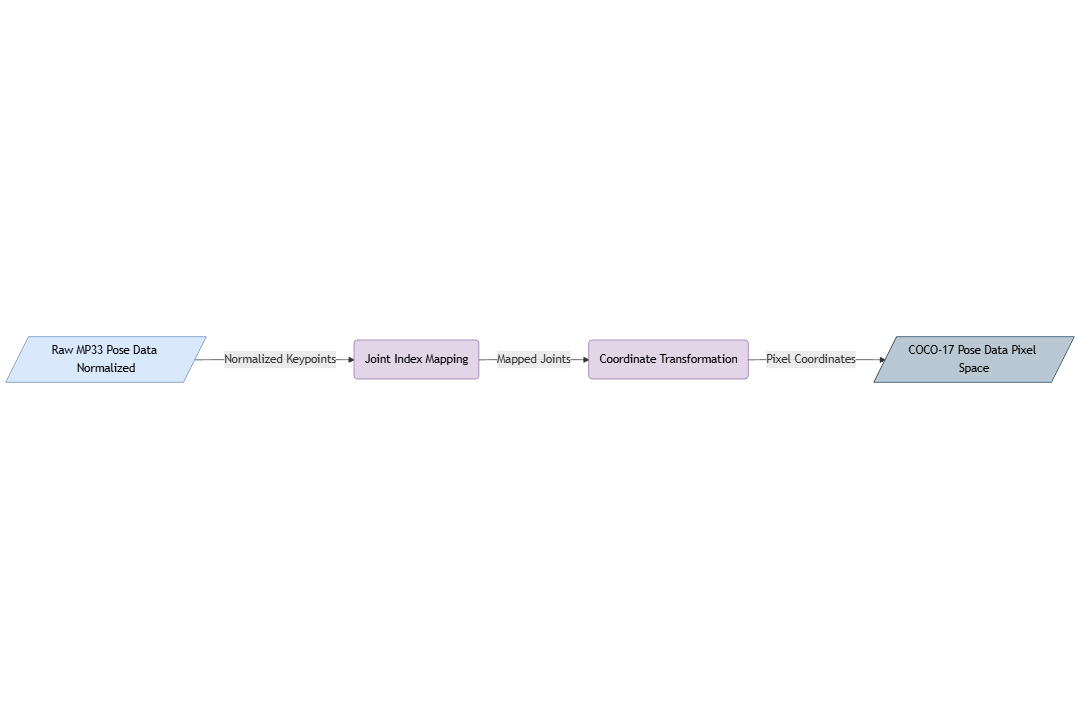 Raw MP33 Pose Data
Normalized
Normalized Keypoints
Joint Index Mapping
Mapped Joints
Coordinate Transformation
Pixel Coordinates
COCO-17 Pose Data Pixel
Space